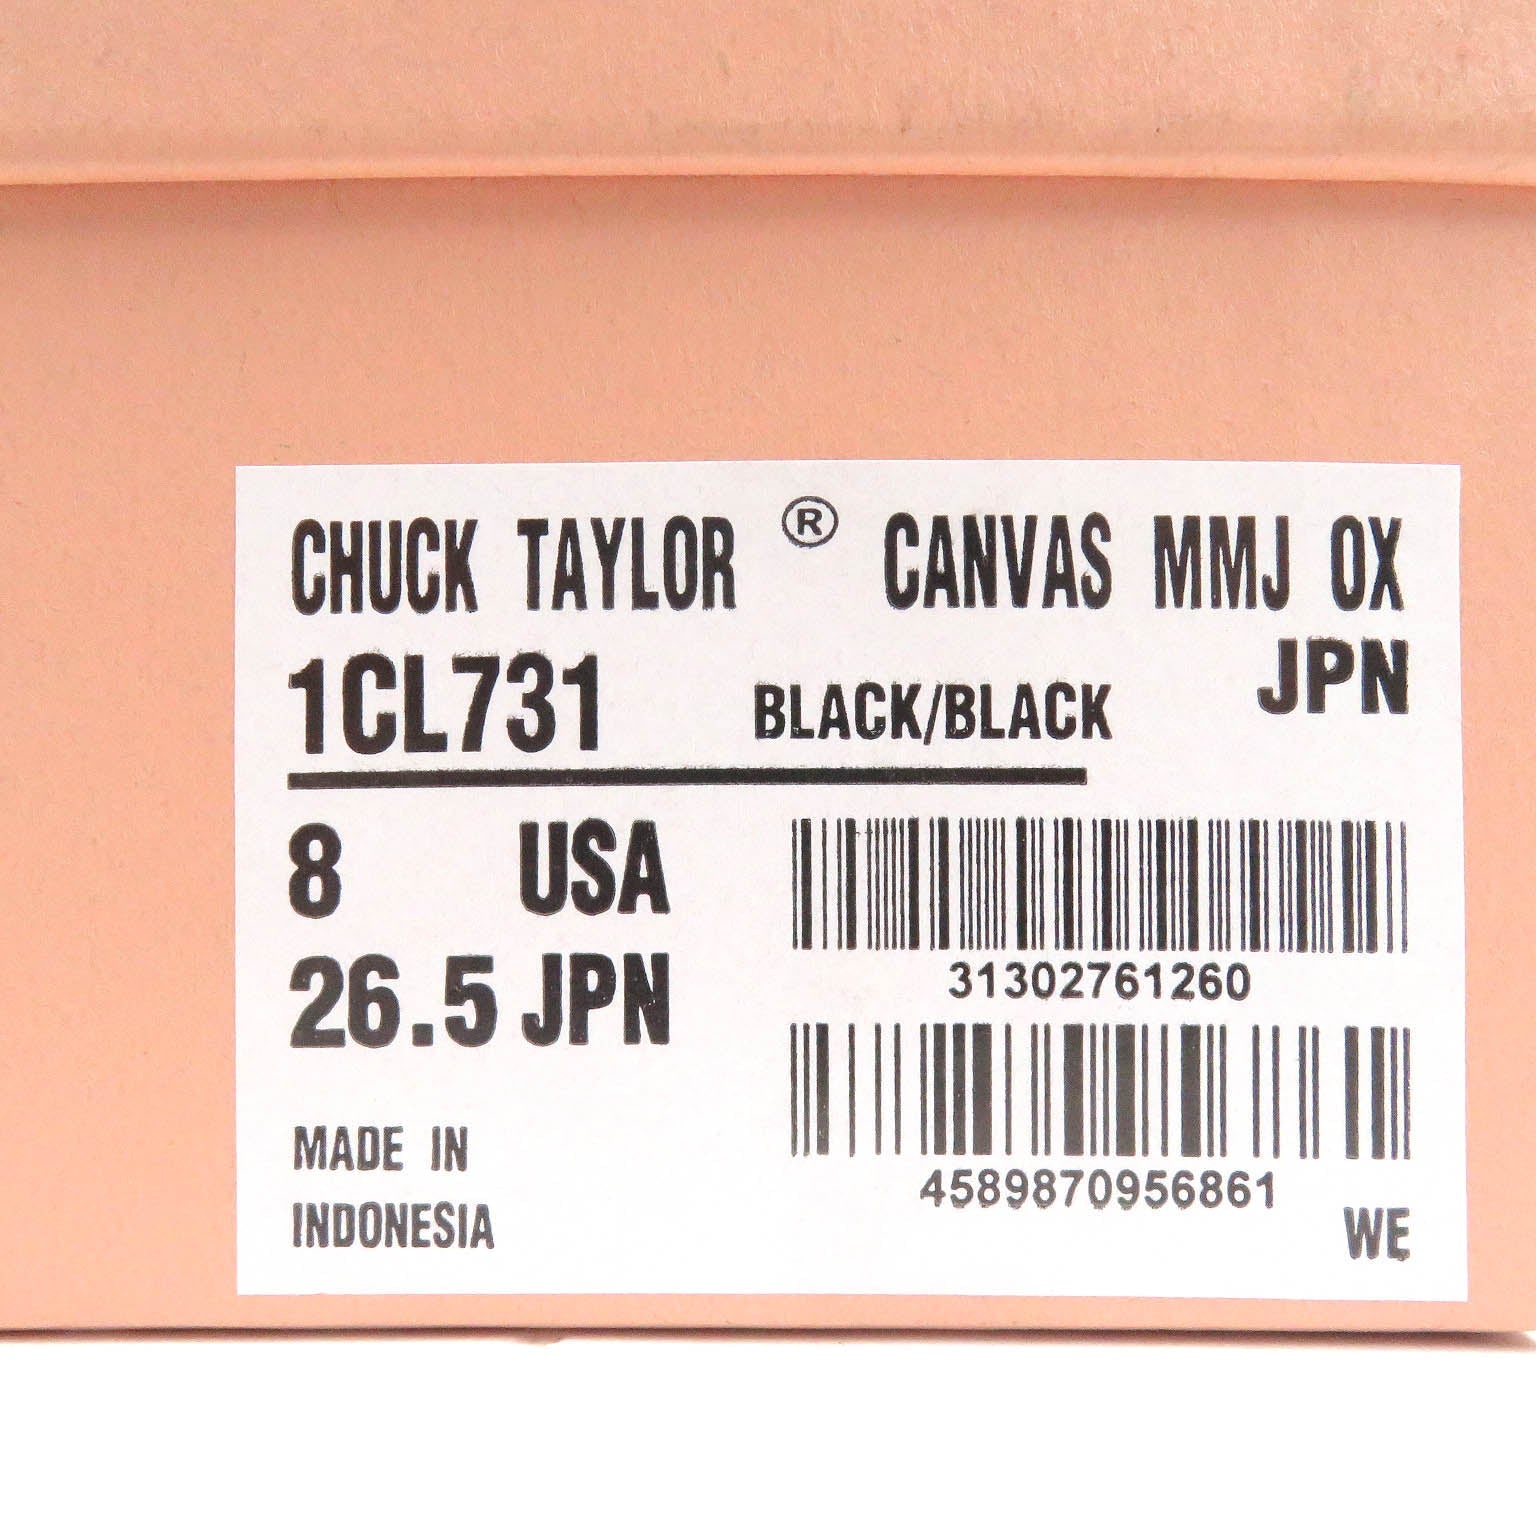 CHUCK TAYLOR ® CANVAS MMJ OX
1CL731 BLACK/BLACK JPN
8 USA
26.5 JPN
31302761260
4589870956861
MADE IN
INDONESIA
WE